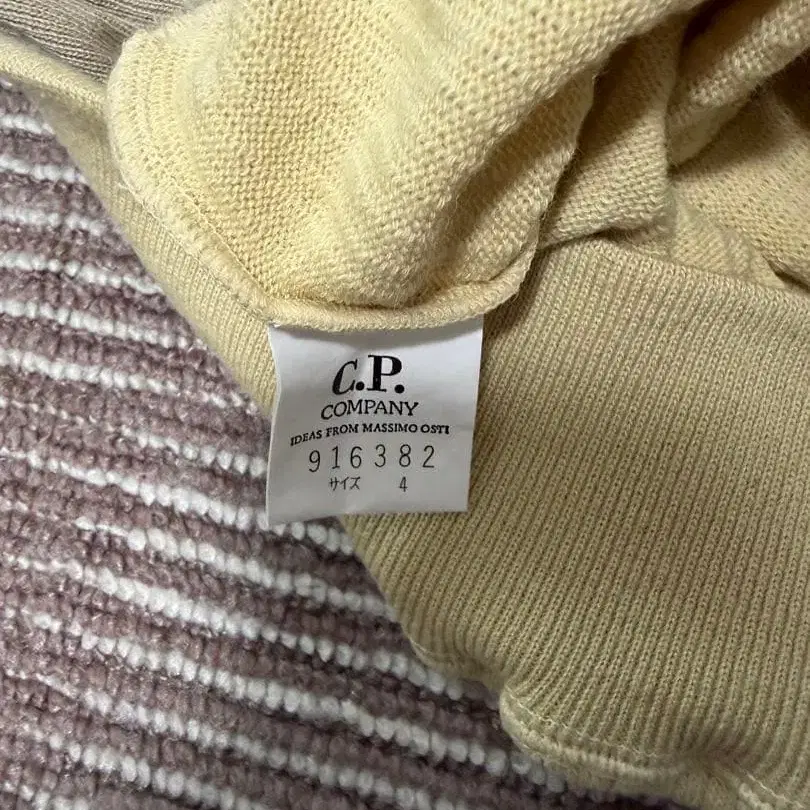 C.P.
COMPANY
IDEAS FROM MASSIMO OSTI
916382
サイズ 4